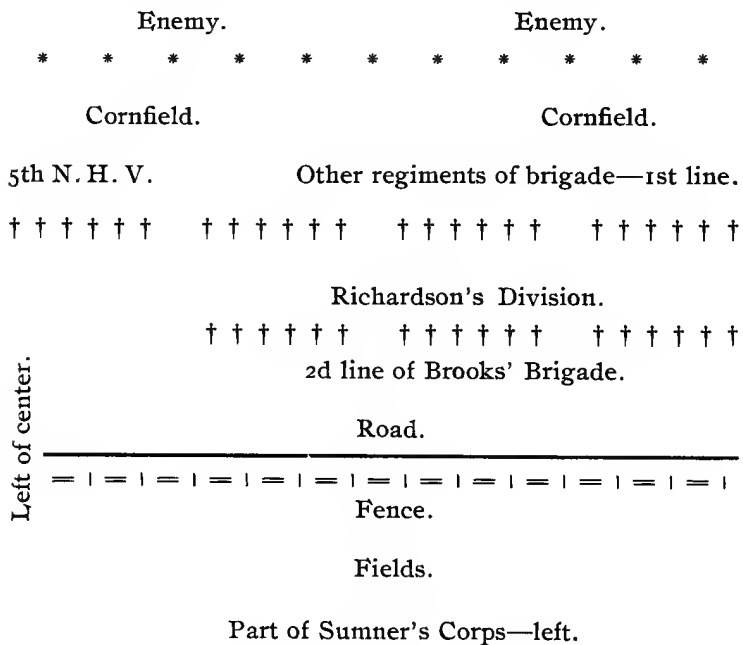 Enemy. Enemy.
* * * * * * * * * * *
Cornfield. Cornfield.
5th N. H. V. Other regiments of brigade—1st line.
† † † † † † † † † † † † † † † † † † † † † † † †
Richardson's Division.
† † † † † † † † † † † † † † † † † †
2d line of Brooks' Brigade.
Left of center.
Road.
= | = | = | = | = | = | = | = | = | = | = | = | = |
Fence.
Fields.
Part of Sumner's Corps—left.